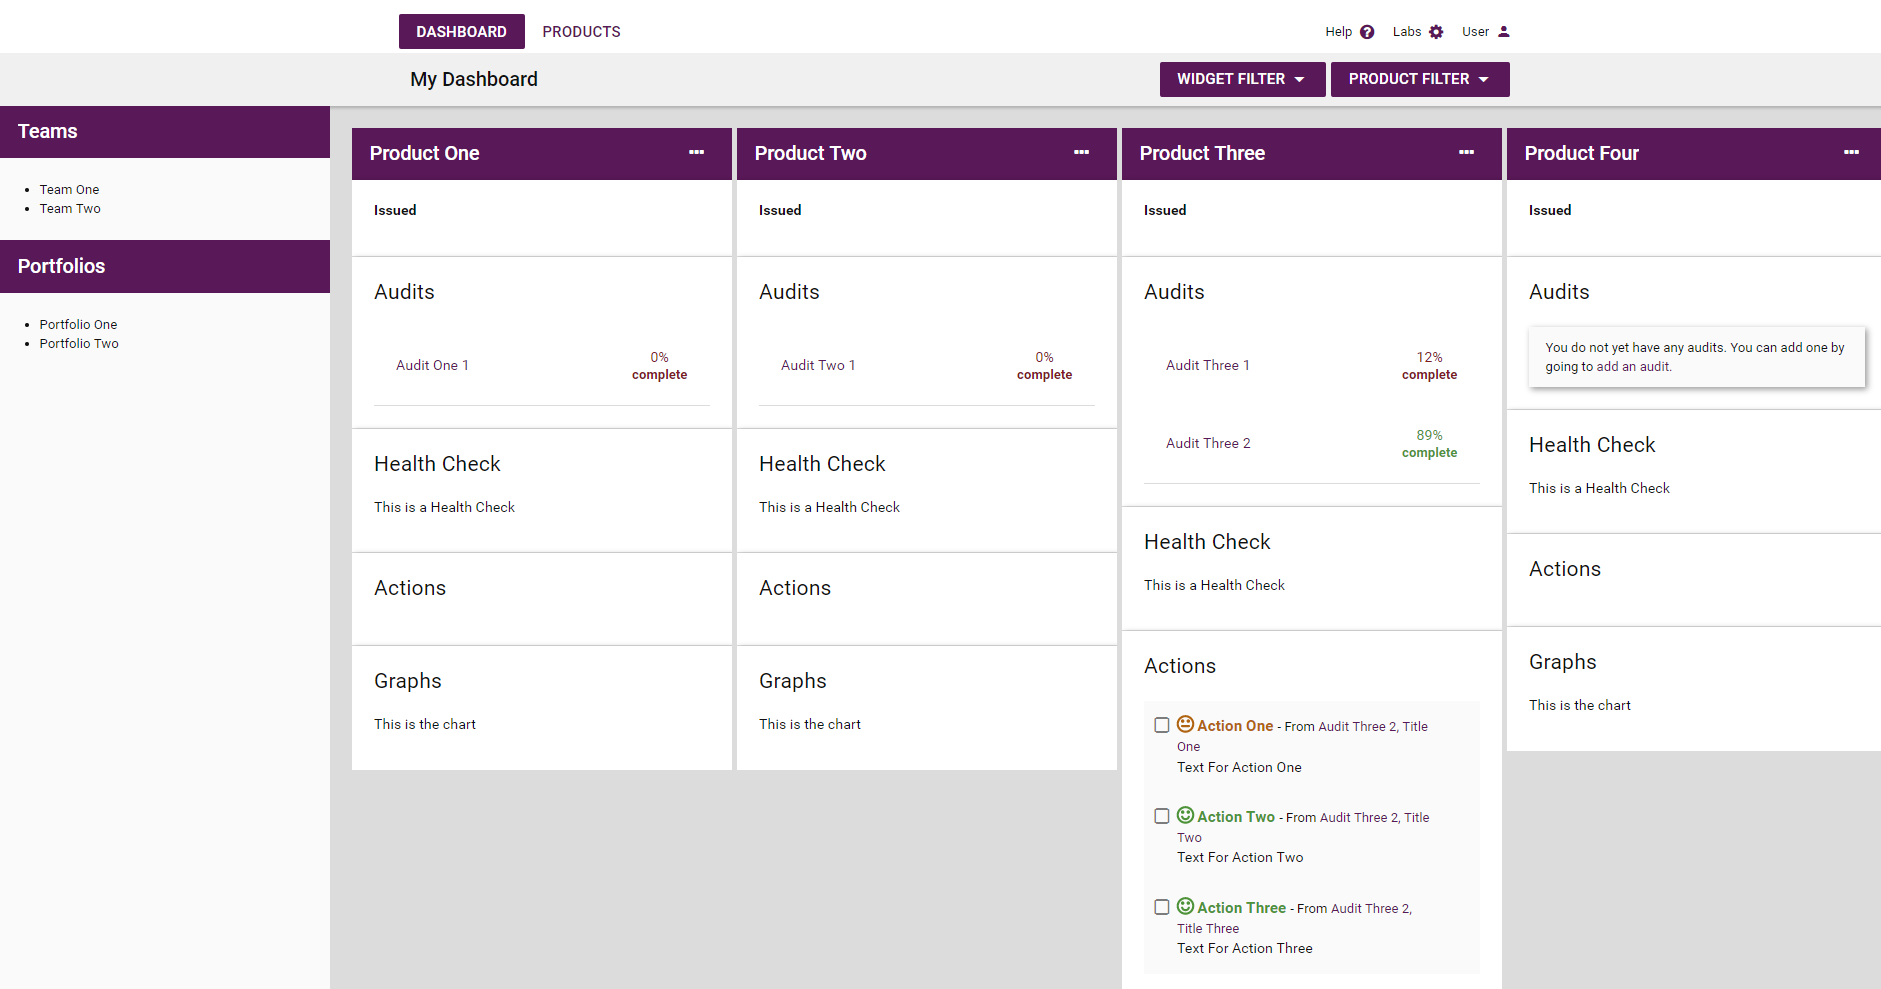 DASHBOARD PRODUCTS Help Labs User
My Dashboard WIDGET FILTER PRODUCT FILTER
Teams
Team One
Team Two
Portfolios
Portfolio One
Portfolio Two
Product One
Issued
Audits
Audit One 1
0%
complete
Health Check
This is a Health Check
Actions
Graphs
This is the chart
Product Two
Issued
Audits
Audit Two 1
0%
complete
Health Check
This is a Health Check
Actions
Graphs
This is the chart
Product Three
Issued
Audits
Audit Three 1
12%
complete
Audit Three 2
89%
complete
Health Check
This is a Health Check
Actions
Action One - From Audit Three 2, Title
One
Text For Action One
Action Two - From Audit Three 2, Title
Two
Text For Action Two
Action Three - From Audit Three 2,
Title Three
Text For Action Three
Product Four
Issued
Audits
You do not yet have any audits. You can add one by
going to add an audit.
Health Check
This is a Health Check
Actions
Graphs
This is the chart